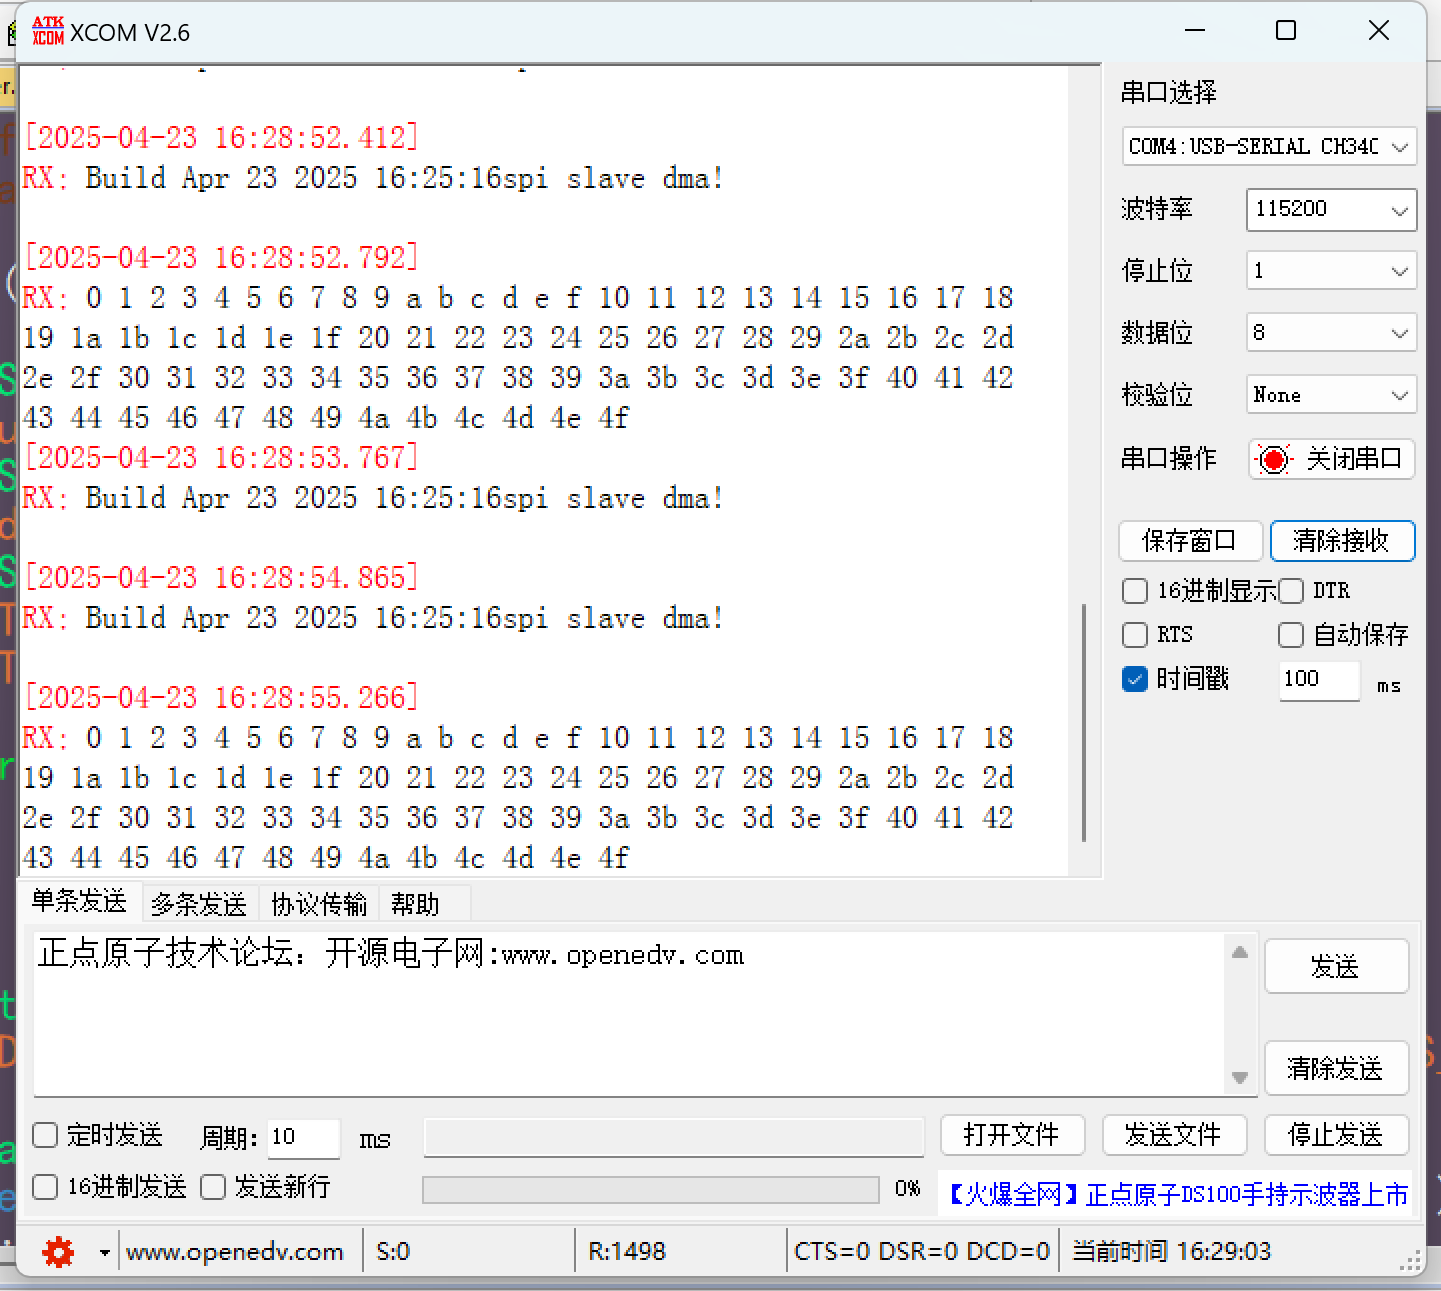 ATK XCOM XCOM V2.6
[2025-04-23 16:28:52.412]
RX: Build Apr 23 2025 16:25:16spi slave dma!
[2025-04-23 16:28:52.792]
RX: 0 1 2 3 4 5 6 7 8 9 a b c d e f 10 11 12 13 14 15 16 17 18
19 1a 1b 1c 1d 1e 1f 20 21 22 23 24 25 26 27 28 29 2a 2b 2c 2d
2e 2f 30 31 32 33 34 35 36 37 38 39 3a 3b 3c 3d 3e 3f 40 41 42
43 44 45 46 47 48 49 4a 4b 4c 4d 4e 4f
[2025-04-23 16:28:53.767]
RX: Build Apr 23 2025 16:25:16spi slave dma!
[2025-04-23 16:28:54.865]
RX: Build Apr 23 2025 16:25:16spi slave dma!
[2025-04-23 16:28:55.266]
RX: 0 1 2 3 4 5 6 7 8 9 a b c d e f 10 11 12 13 14 15 16 17 18
19 1a 1b 1c 1d 1e 1f 20 21 22 23 24 25 26 27 28 29 2a 2b 2c 2d
2e 2f 30 31 32 33 34 35 36 37 38 39 3a 3b 3c 3d 3e 3f 40 41 42
43 44 45 46 47 48 49 4a 4b 4c 4d 4e 4f
串口选择
COM4:USB-SERIAL CH34
波特率 115200
停止位 1
数据位 8
校验位 None
串口操作 关闭串口
保存窗口 清除接收
16进制显示 DTR
RTS 自动保存
时间戳 100 ms
单条发送 多条发送 协议传输 帮助
正点原子技术论坛：开源电子网:www.openedv.com
发送
清除发送
定时发送 周期: 10 ms 打开文件 发送文件 停止发送
16进制发送 发送新行 0% 【火爆全网】正点原子DS100手持示波器上市
www.openedv.com S:0 R:1498 CTS=0 DSR=0 DCD=0 当前时间 16:29:03